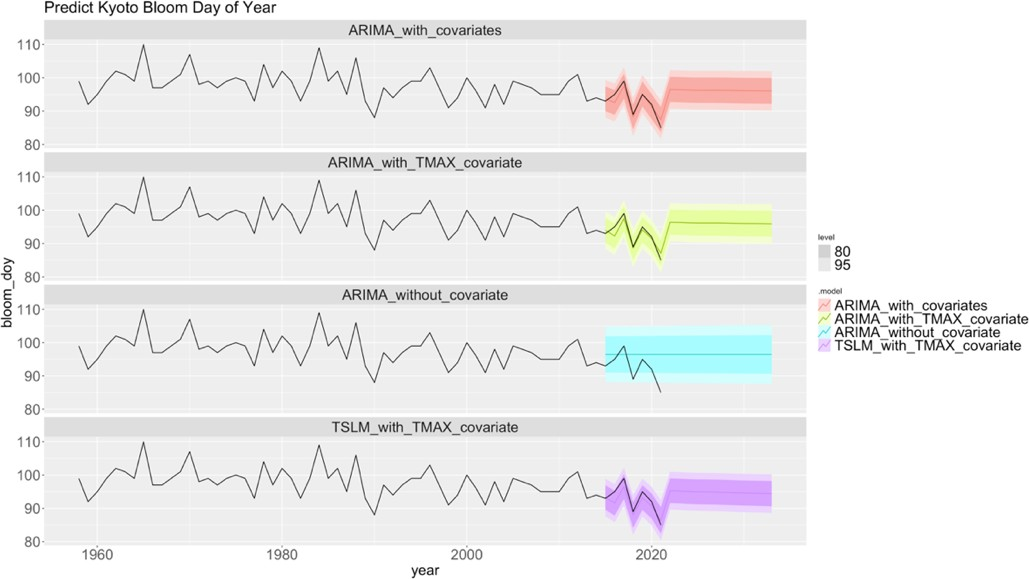 Predict Kyoto Bloom Day of Year
ARIMA_with_covariates
110
100
90
80
ARIMA_with_TMAX_covariate
110
100
90
80
ARIMA_without_covariate
110
100
90
80
TSLM_with_TMAX_covariate
110
100
90
80
1960 1980 2000 2020
year
bloom_doy
level
80
95
.model
ARIMA_with_covariates
ARIMA_with_TMAX_covariate
ARIMA_without_covariate
TSLM_with_TMAX_covariate